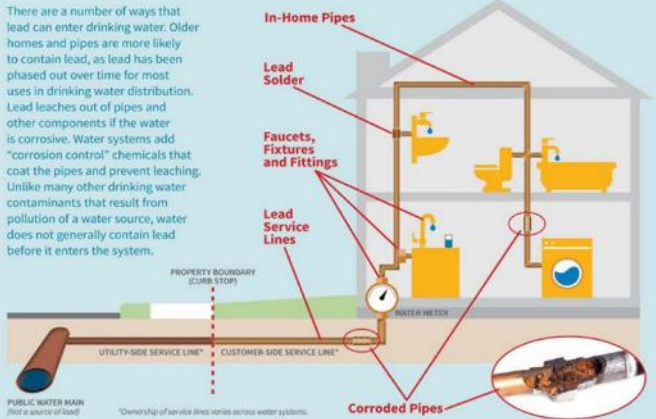 There are a number of ways that
lead can enter drinking water. Older
homes and pipes are more likely
to contain lead, as lead has been
phased out over time for most
uses in drinking water distribution.
Lead leaches out of pipes and
other components if the water
is corrosive. Water systems add
"corrosion control" chemicals that
coat the pipes and prevent leaching.
Unlike many other drinking water
contaminants that result from
pollution of a water source, water
does not generally contain lead
before it enters the system.
In-Home Pipes
Lead
Solder
Faucets,
Fixtures
and Fittings
Lead
Service
Lines
PROPERTY BOUNDARY
(CURB STOP)
WATER METER
UTILITY-SIDE SERVICE LINE*
CUSTOMER-SIDE SERVICE LINE*
PUBLIC WATER MAIN
(Not a source of lead)
*Ownership of service lines varies across water systems.
Corroded Pipes